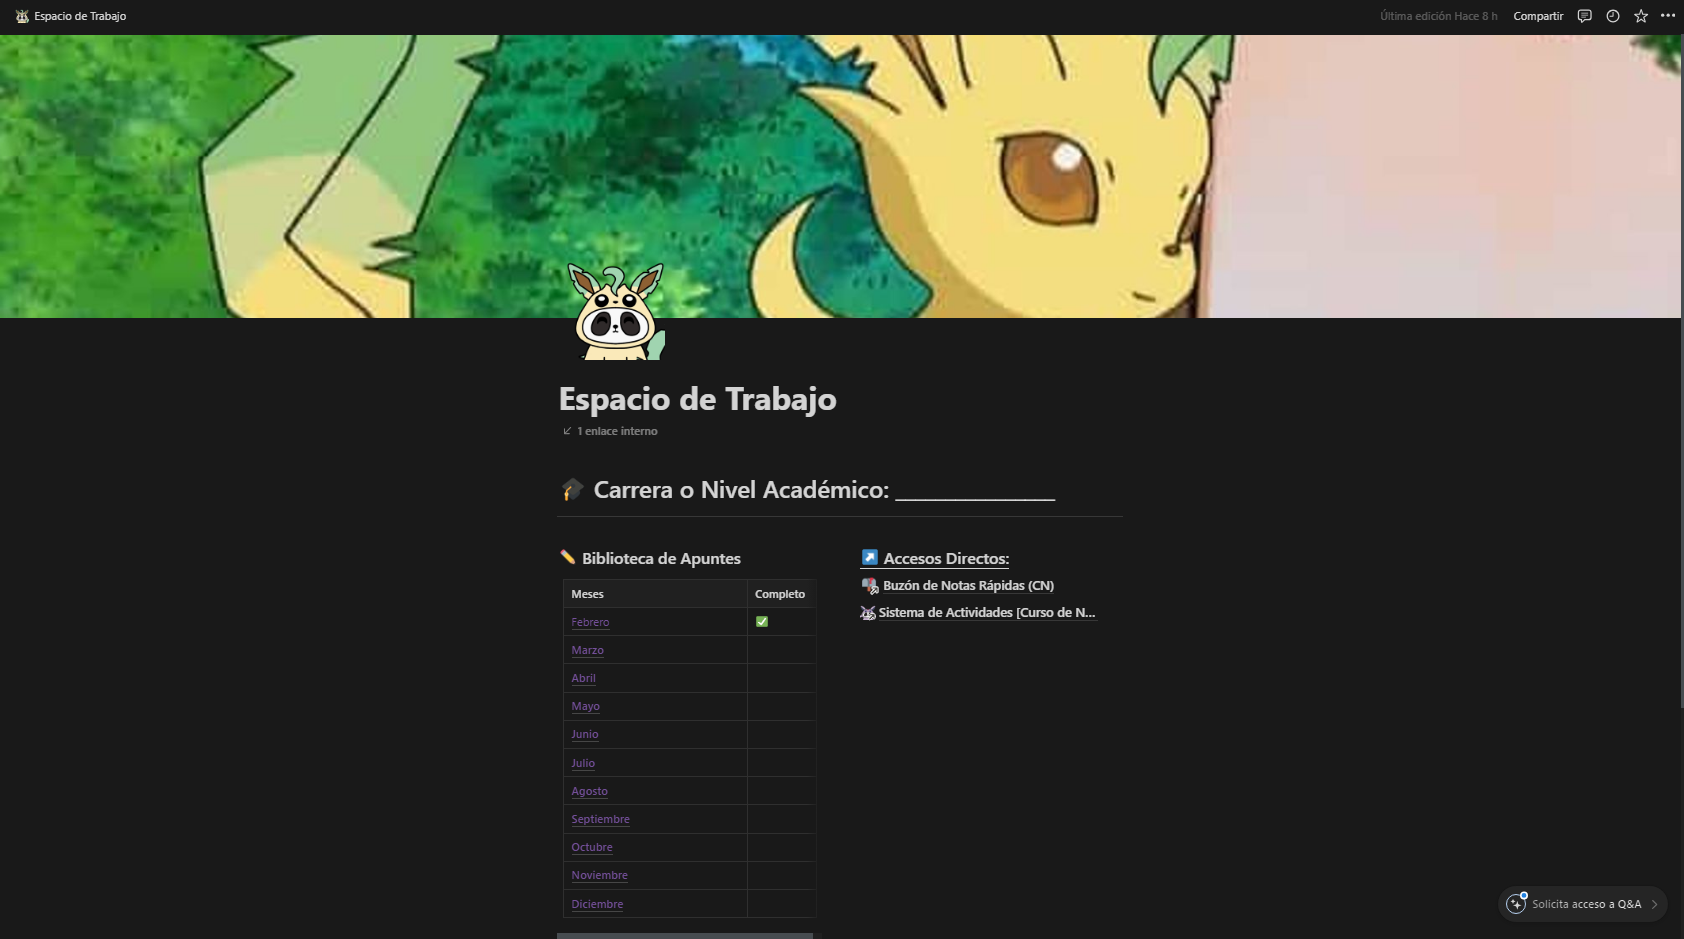 Espacio de Trabajo
Última edición Hace 8 h
Compartir
Espacio de Trabajo
1 enlace interno
Carrera o Nivel Académico: ________________
Biblioteca de Apuntes
Meses Completo
Febrero
Marzo
Abril
Mayo
Junio
Julio
Agosto
Septiembre
Octubre
Noviembre
Diciembre
Accesos Directos:
Buzón de Notas Rápidas (CN)
Sistema de Actividades [Curso de N...
Solicita acceso a Q&A